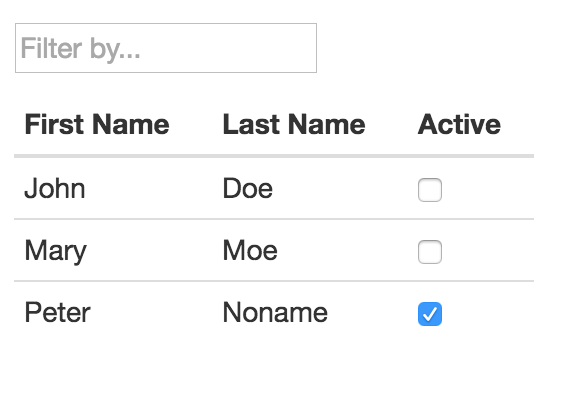 Filter by...
First Name Last Name Active
John Doe
Mary Moe
Peter Noname